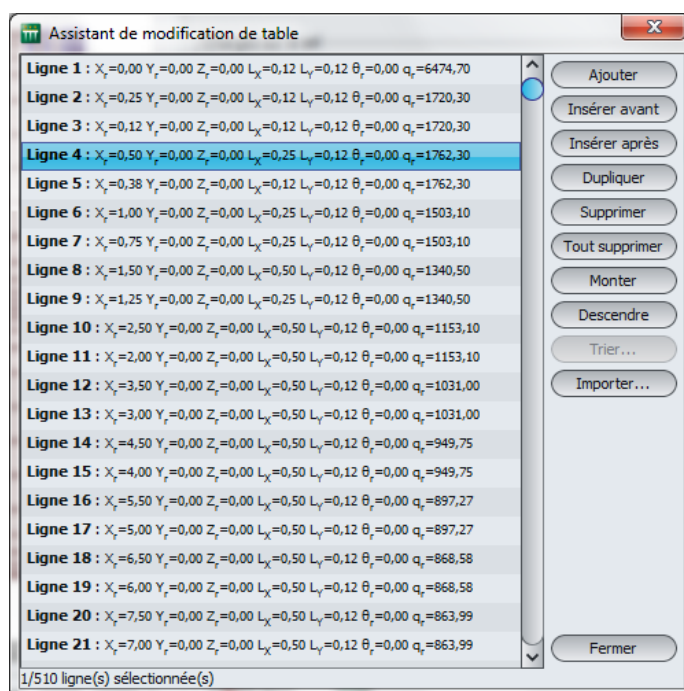 Assistant de modification de table
Ligne 1 : Xr=0,00 Yr=0,00 Zr=0,00 LX=0,12 LY=0,12 θr=0,00 qr=6474,70
Ligne 2 : Xr=0,25 Yr=0,00 Zr=0,00 LX=0,12 LY=0,12 θr=0,00 qr=1720,30
Ligne 3 : Xr=0,12 Yr=0,00 Zr=0,00 LX=0,12 LY=0,12 θr=0,00 qr=1720,30
Ligne 4 : Xr=0,50 Yr=0,00 Zr=0,00 LX=0,25 LY=0,12 θr=0,00 qr=1762,30
Ligne 5 : Xr=0,38 Yr=0,00 Zr=0,00 LX=0,12 LY=0,12 θr=0,00 qr=1762,30
Ligne 6 : Xr=1,00 Yr=0,00 Zr=0,00 LX=0,25 LY=0,12 θr=0,00 qr=1503,10
Ligne 7 : Xr=0,75 Yr=0,00 Zr=0,00 LX=0,25 LY=0,12 θr=0,00 qr=1503,10
Ligne 8 : Xr=1,50 Yr=0,00 Zr=0,00 LX=0,50 LY=0,12 θr=0,00 qr=1340,50
Ligne 9 : Xr=1,25 Yr=0,00 Zr=0,00 LX=0,25 LY=0,12 θr=0,00 qr=1340,50
Ligne 10 : Xr=2,50 Yr=0,00 Zr=0,00 LX=0,50 LY=0,12 θr=0,00 qr=1153,10
Ligne 11 : Xr=2,00 Yr=0,00 Zr=0,00 LX=0,50 LY=0,12 θr=0,00 qr=1153,10
Ligne 12 : Xr=3,50 Yr=0,00 Zr=0,00 LX=0,50 LY=0,12 θr=0,00 qr=1031,00
Ligne 13 : Xr=3,00 Yr=0,00 Zr=0,00 LX=0,50 LY=0,12 θr=0,00 qr=1031,00
Ligne 14 : Xr=4,50 Yr=0,00 Zr=0,00 LX=0,50 LY=0,12 θr=0,00 qr=949,75
Ligne 15 : Xr=4,00 Yr=0,00 Zr=0,00 LX=0,50 LY=0,12 θr=0,00 qr=949,75
Ligne 16 : Xr=5,50 Yr=0,00 Zr=0,00 LX=0,50 LY=0,12 θr=0,00 qr=897,27
Ligne 17 : Xr=5,00 Yr=0,00 Zr=0,00 LX=0,50 LY=0,12 θr=0,00 qr=897,27
Ligne 18 : Xr=6,50 Yr=0,00 Zr=0,00 LX=0,50 LY=0,12 θr=0,00 qr=868,58
Ligne 19 : Xr=6,00 Yr=0,00 Zr=0,00 LX=0,50 LY=0,12 θr=0,00 qr=868,58
Ligne 20 : Xr=7,50 Yr=0,00 Zr=0,00 LX=0,50 LY=0,12 θr=0,00 qr=863,99
Ligne 21 : Xr=7,00 Yr=0,00 Zr=0,00 LX=0,50 LY=0,12 θr=0,00 qr=863,99
1/510 ligne(s) sélectionnée(s)
Ajouter
Insérer avant
Insérer après
Dupliquer
Supprimer
Tout supprimer
Monter
Descendre
Trier...
Importer...
Fermer